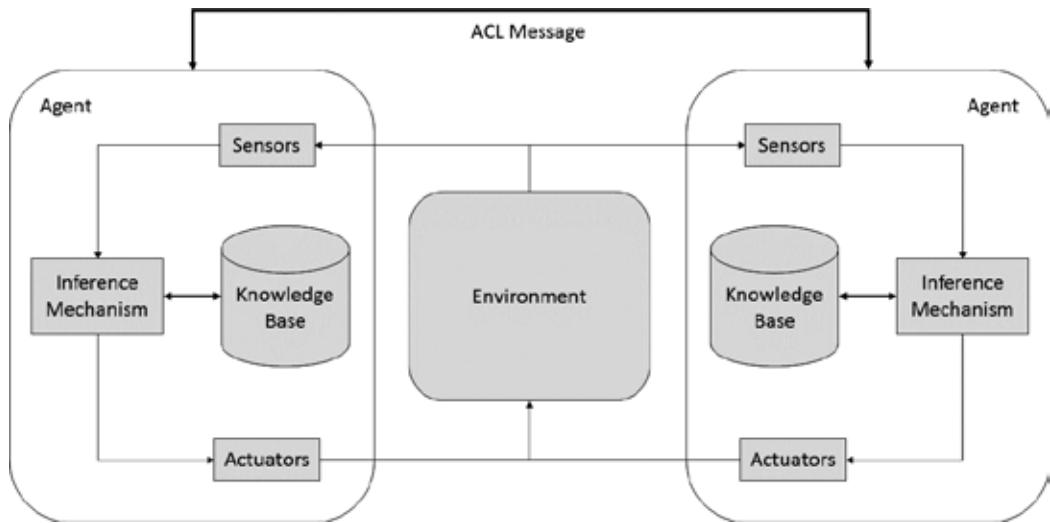 ACL Message
Agent
Agent
Sensors
Sensors
Inference
Mechanism
Knowledge
Base
Environment
Knowledge
Base
Inference
Mechanism
Actuators
Actuators